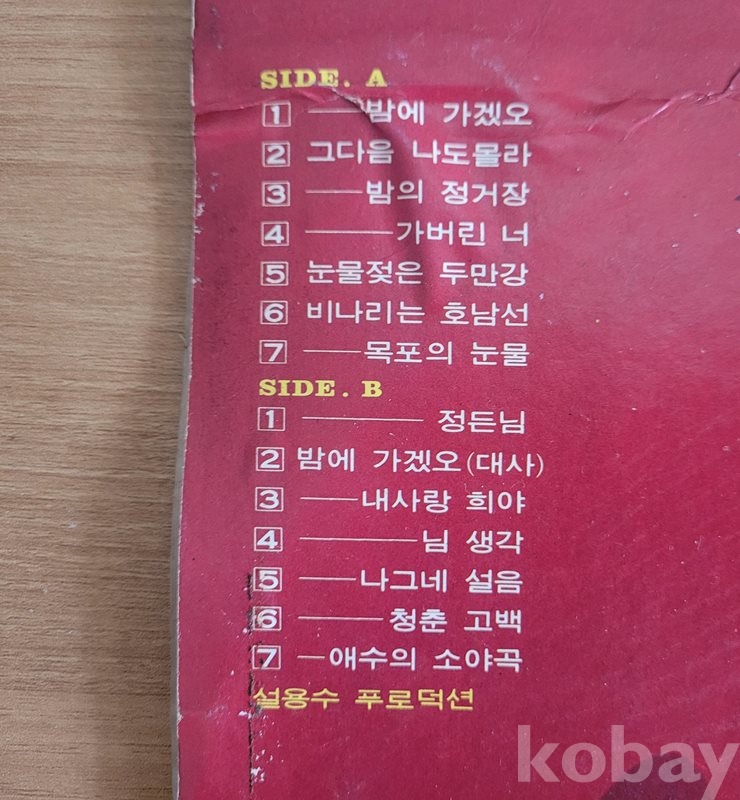 SIDE. A
1 ——밤에 가겠오
2 그다음 나도몰라
3 ——밤의 정거장
4 ———가버린 너
5 눈물젖은 두만강
6 비나리는 호남선
7 ——목포의 눈물
SIDE. B
1 ———— 정든님
2 밤에 가겠오(대사)
3 ——내사랑 희야
4 ————님 생각
5 ——나그네 설음
6 ———청춘 고백
7 —애수의 소야곡
설용수 푸로덕션
kobay